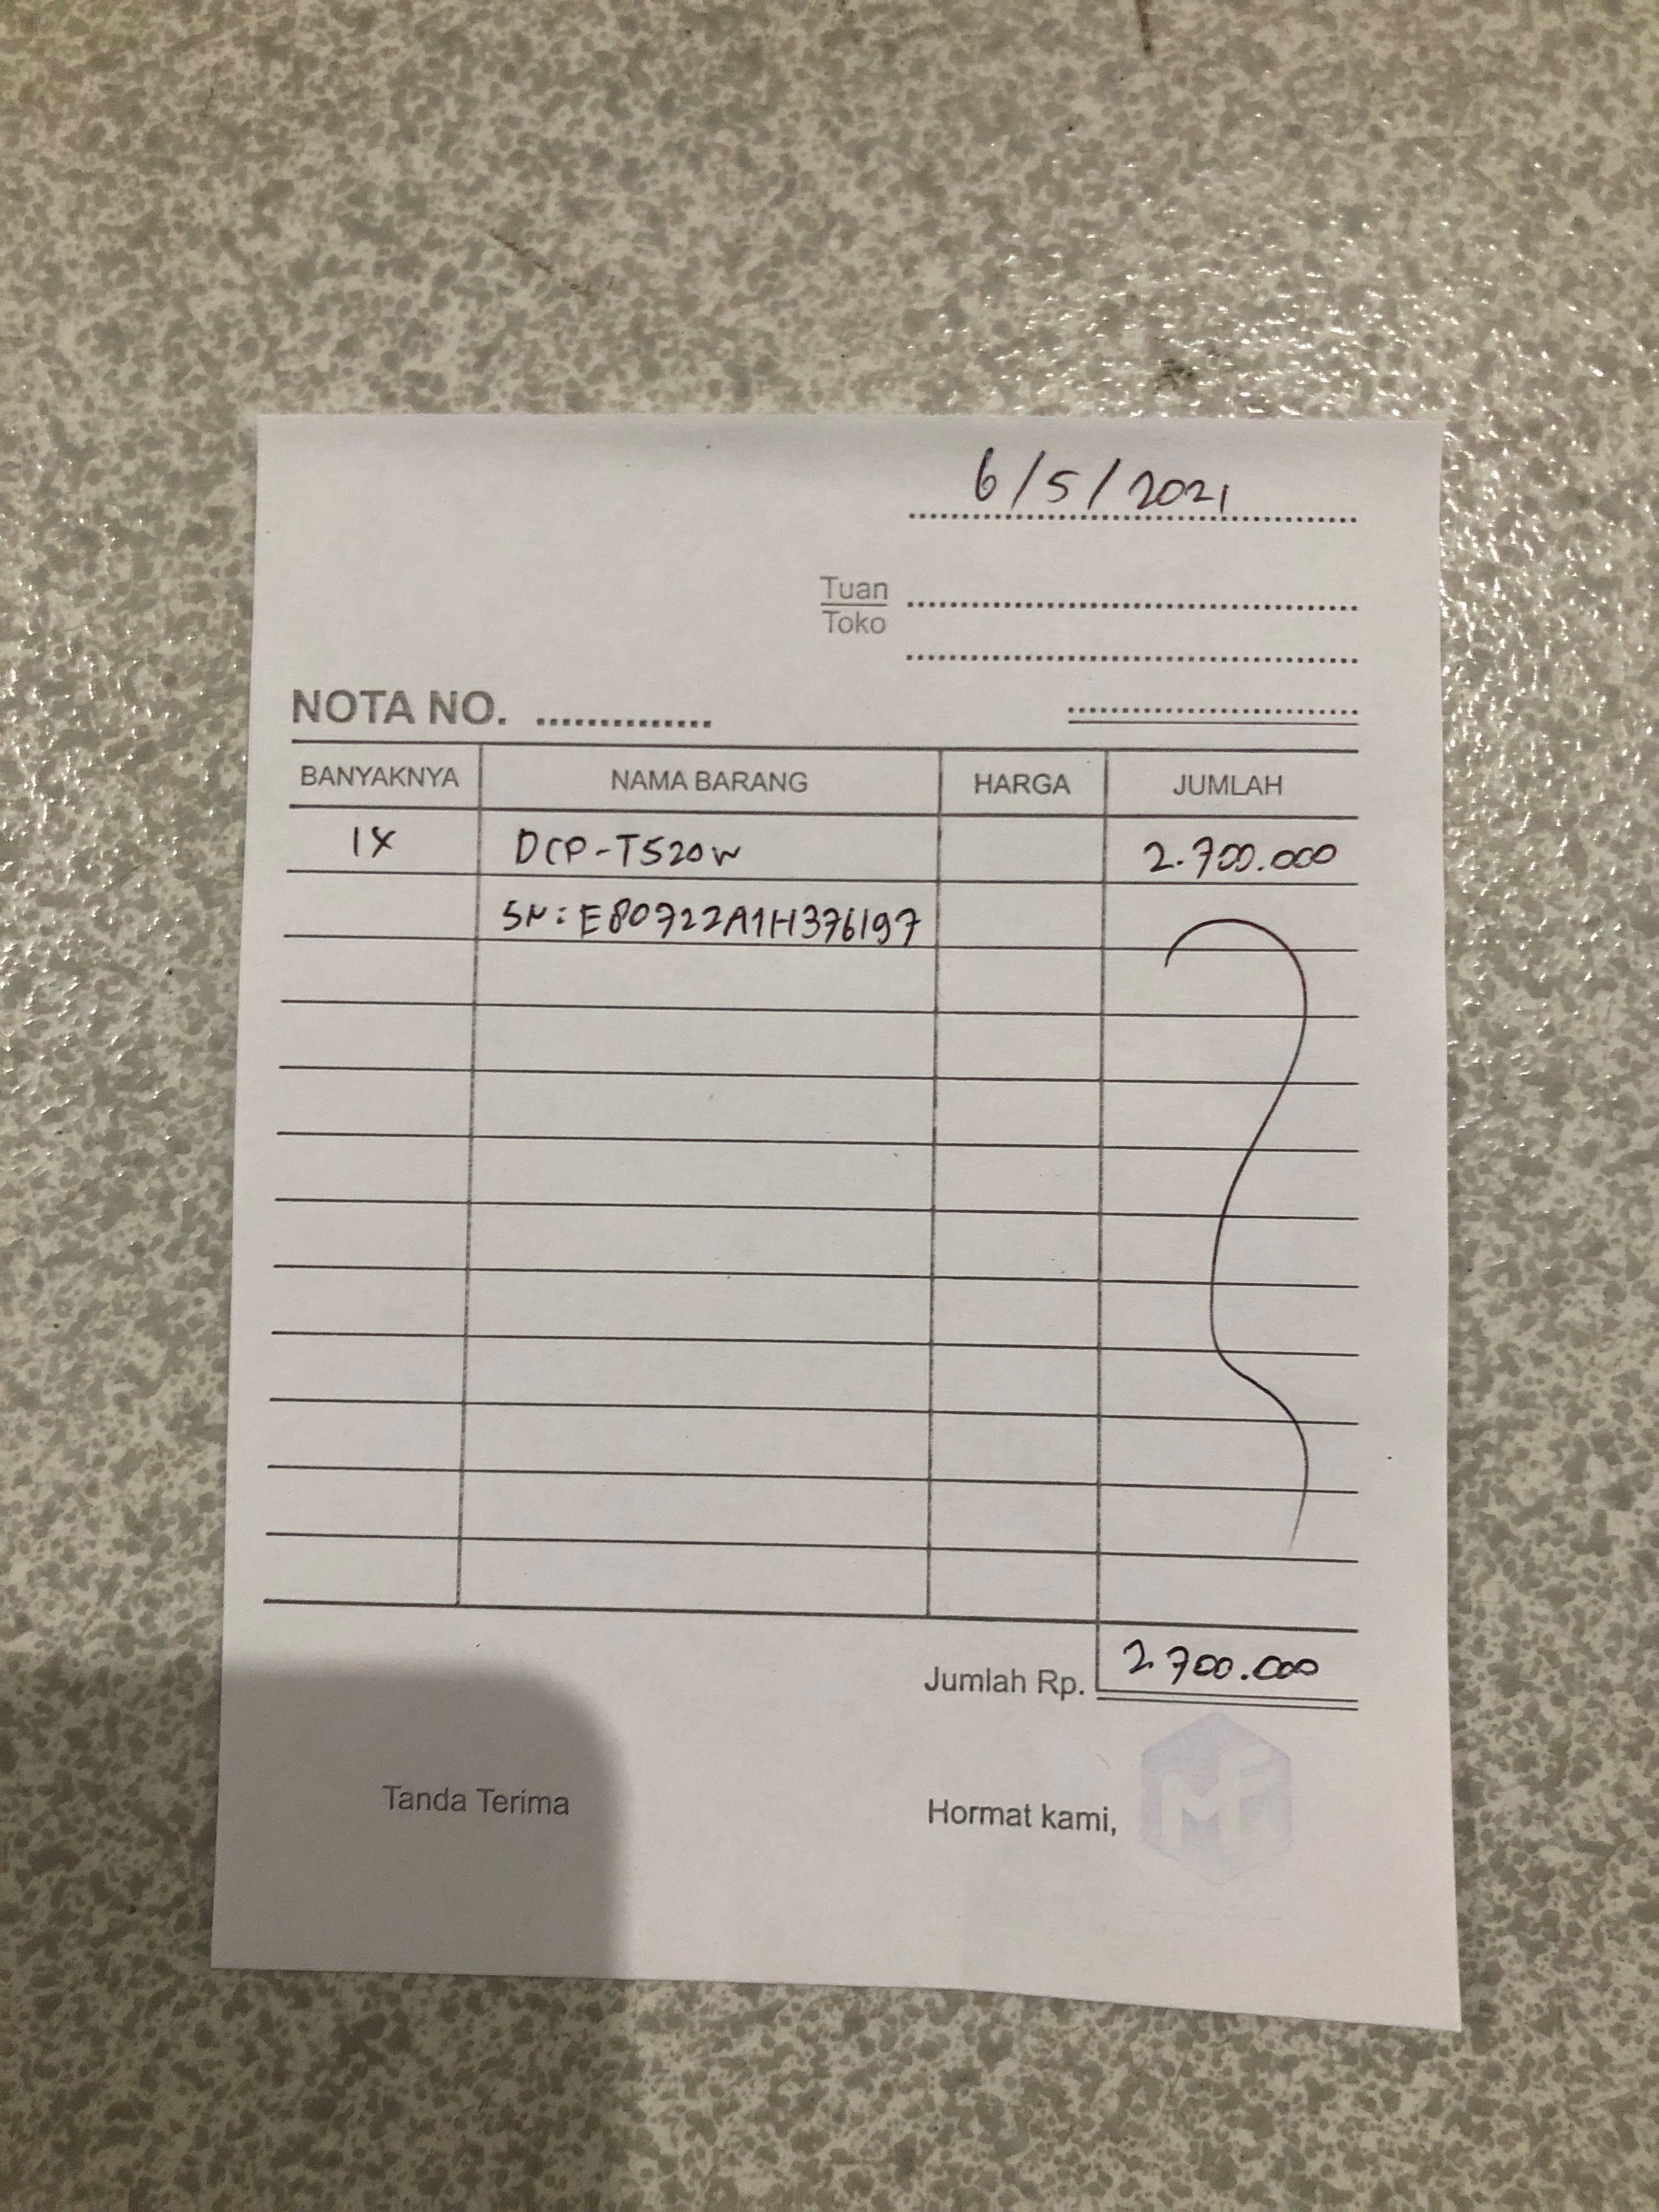 6/5/2021
Tuan
Toko
NOTA NO.
BANYAKNYA NAMA BARANG HARGA JUMLAH
1X DCP-T520W 2.700.000
SN: E80722A1H376197
Jumlah Rp. 2.700.000
Tanda Terima Hormat kami,
MF